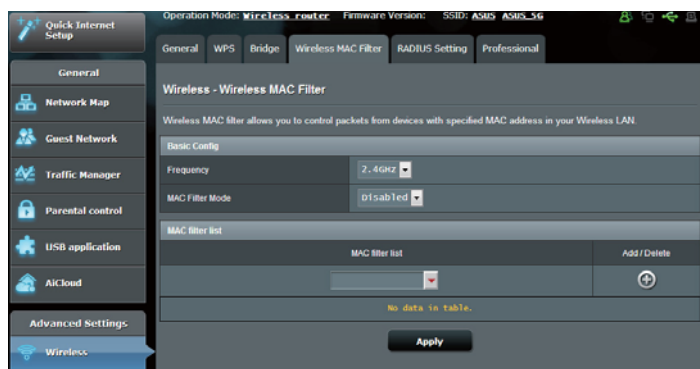 Quick Internet Setup
Operation Mode: Wireless router Firmware Version: SSID: ASUS ASUS_5G
General WPS Bridge Wireless MAC Filter RADIUS Setting Professional
General
Network Map
Guest Network
Traffic Manager
Parental control
USB application
AiCloud
Advanced Settings
Wireless
Wireless - Wireless MAC Filter
Wireless MAC filter allows you to control packets from devices with specified MAC address in your Wireless LAN.
Basic Config
Frequency 2.4GHz
MAC Filter Mode Disabled
MAC filter list
MAC filter list Add / Delete
No data in table.
Apply